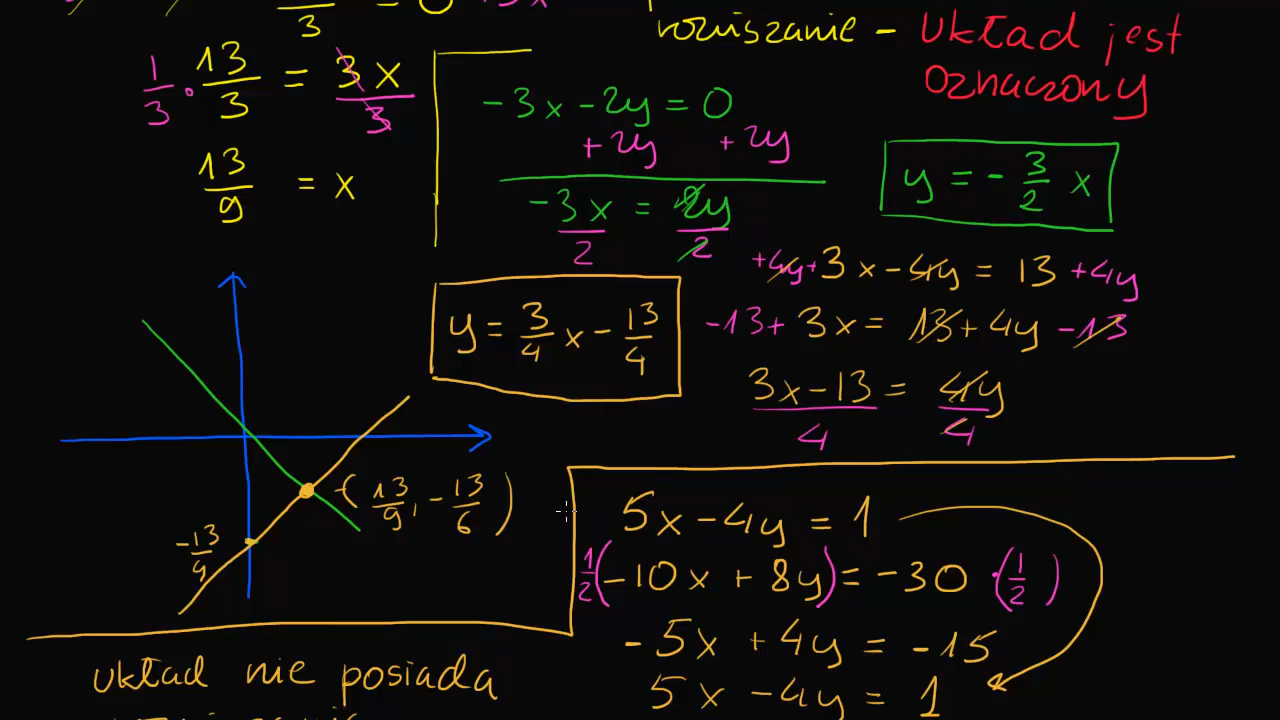 3 = 0
rozwiszanie - układ jest
oznaczony
1/3 · 13/3 = 3x/3
13/9 = x
-3x - 2y = 0
+2y +2y
-3x/2 = 2y/2
y = -3/2 x
+4y+3x-4y = 13+4y
-13+3x = 13+4y-13
3x-13/4 = 4y/4
y = 3/4 x - 13/4
(13/9, -13/6)
-13/4
5x-4y = 1
1/2(-10x+8y) = -30·(1/2)
-5x+4y = -15
5x-4y = 1
układ nie posiada